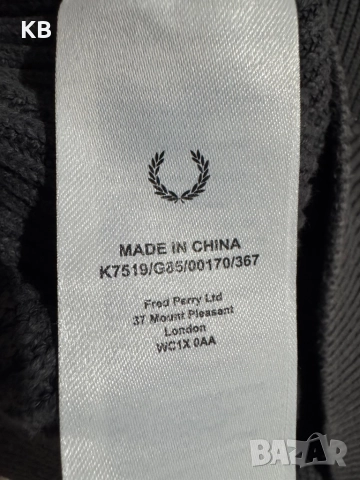 KB
MADE IN CHINA
K7519/G85/00170/367
Fred Perry Ltd
37 Mount Pleasant
London
WC1X 0AA
BAZAR